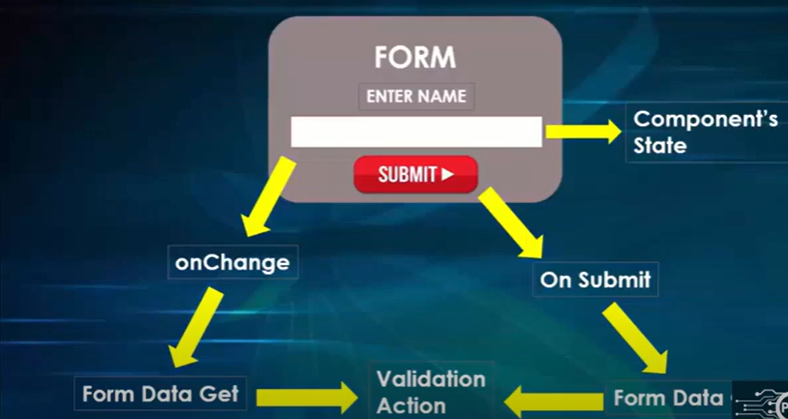 FORM
ENTER NAME
Component's
State
SUBMIT
onChange
On Submit
Form Data Get
Validation
Action
Form Data